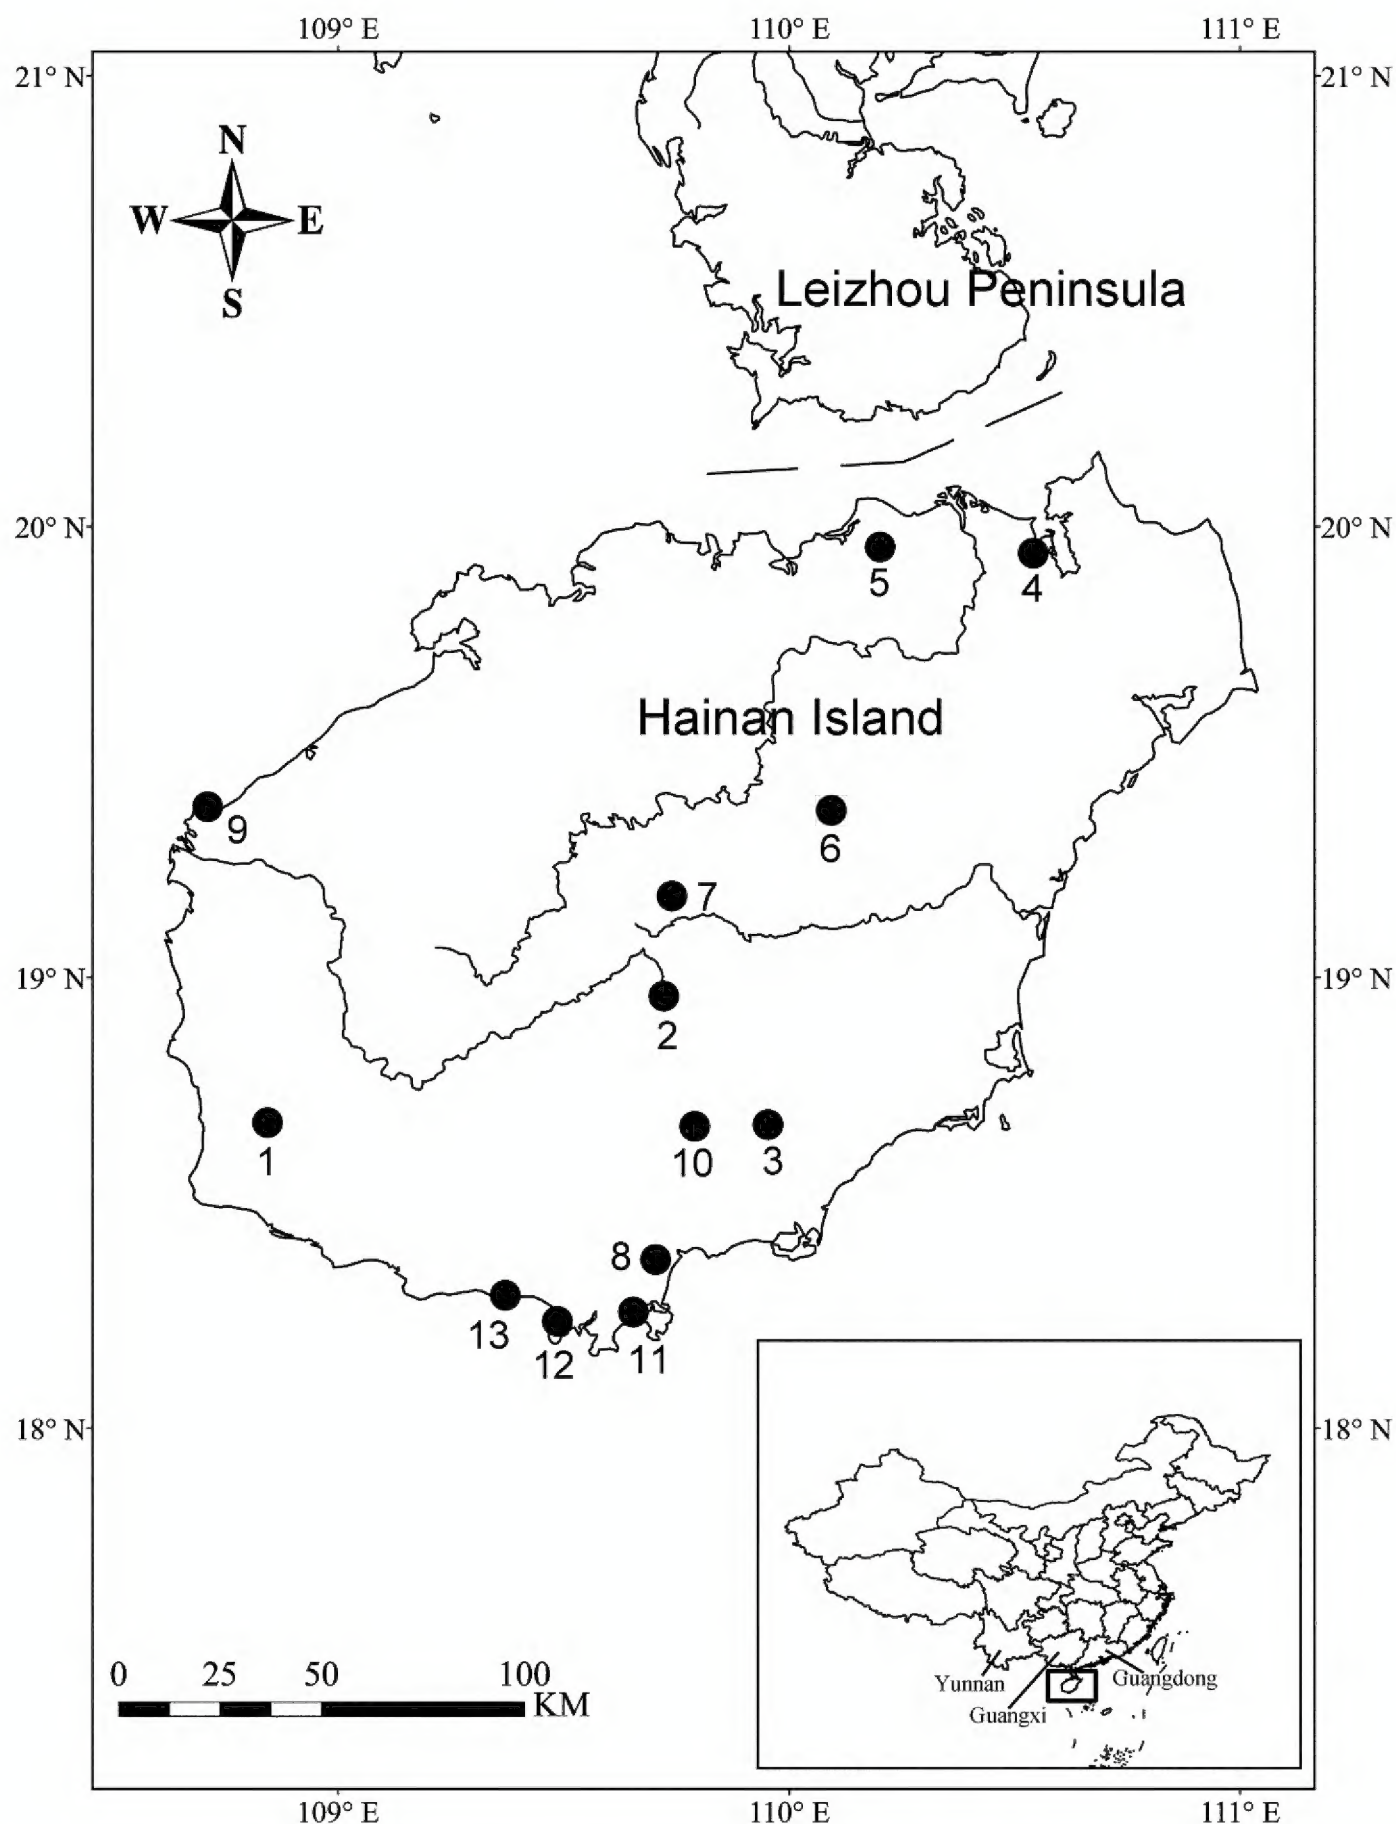 109° E 110° E 111° E
21° N 21° N
N
W E
S
Leizhou Peninsula
20° N 20° N
5 4
Hainan Island
9 6
7
19° N 19° N
2
1 10 3
8
13 12 11
18° N 18° N
0 25 50 100
KM
Yunnan Guangdong
Guangxi
109° E 110° E 111° E